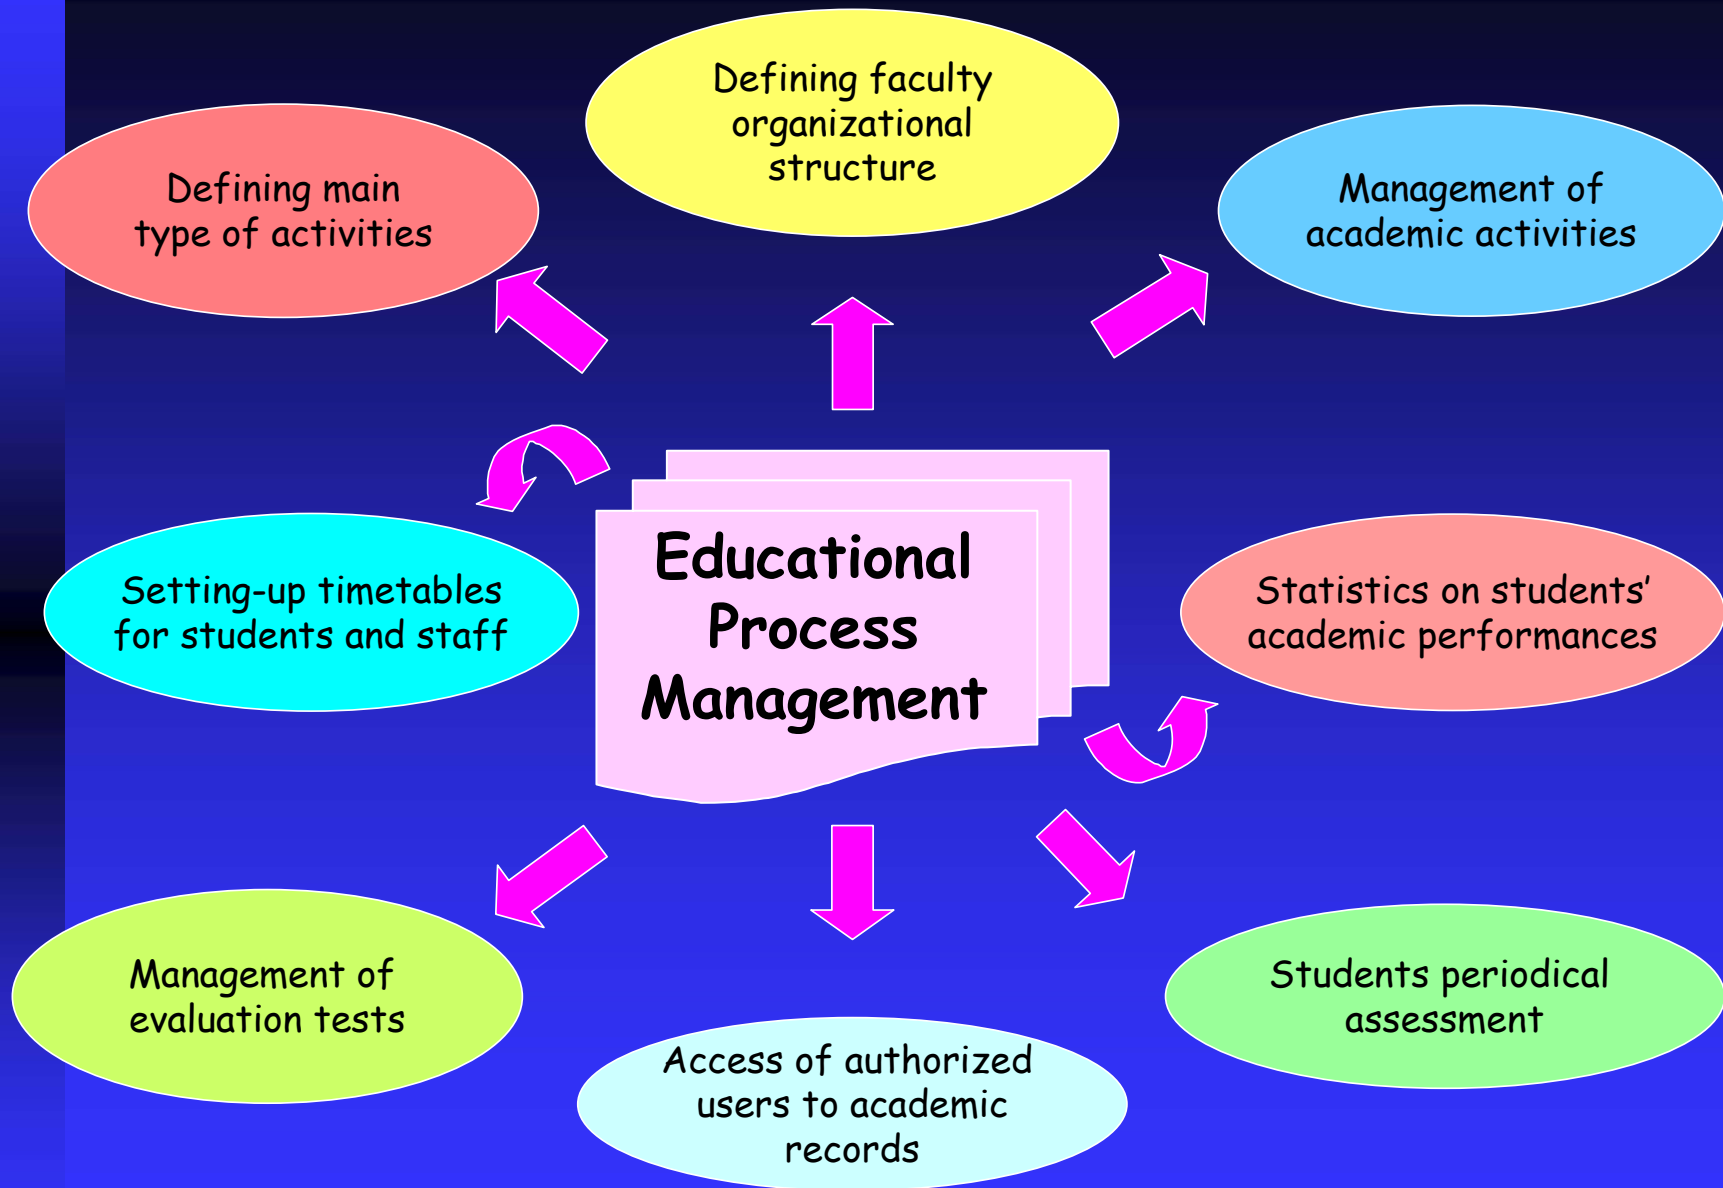 Defining faculty
organizational
structure
Defining main
type of activities
Management of
academic activities
Educational
Process
Management
Setting-up timetables
for students and staff
Statistics on students’
academic performances
Management of
evaluation tests
Students periodical
assessment
Access of authorized
users to academic
records